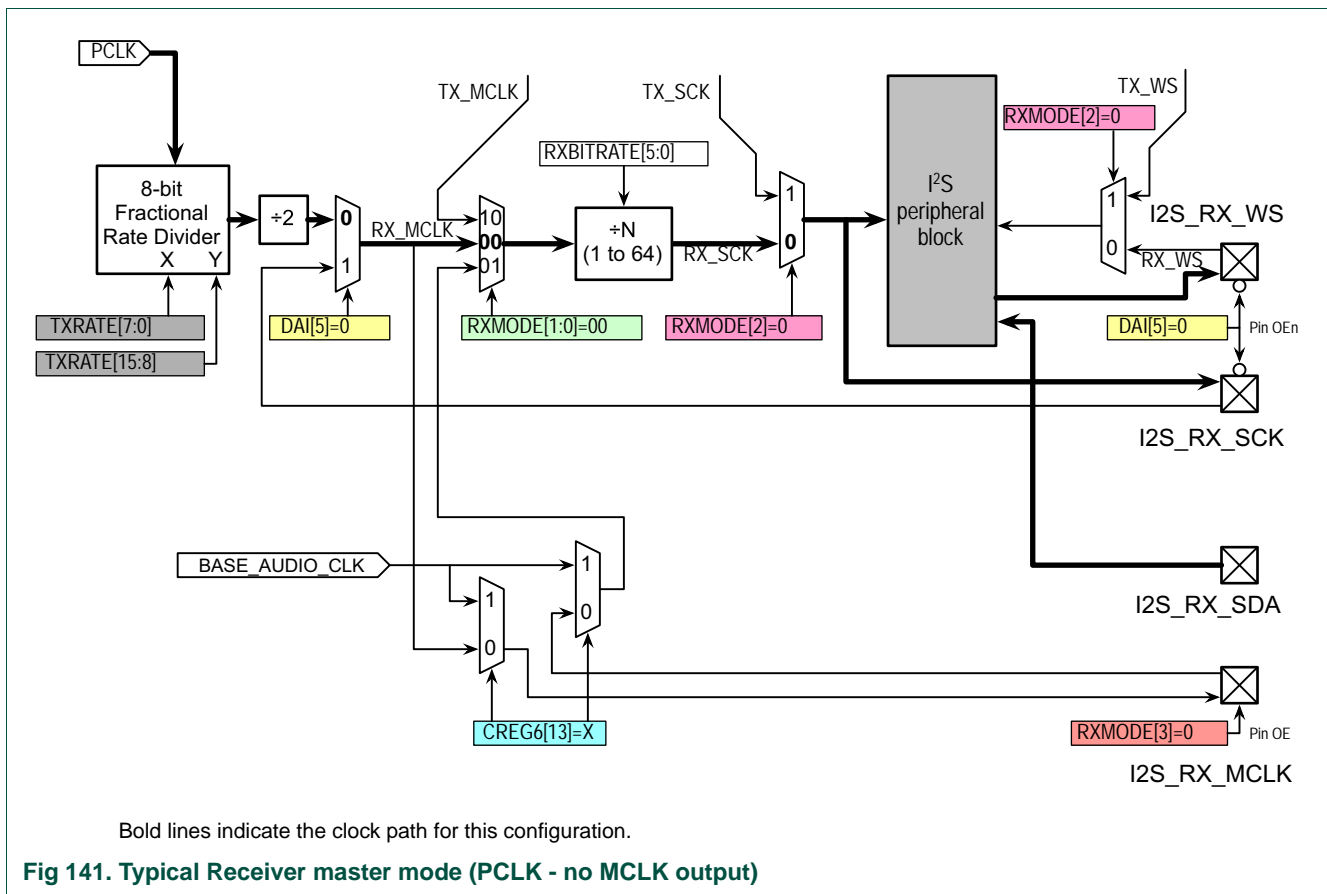 PCLK
TX_MCLK
TX_SCK
TX_WS
RXMODE[2]=0
RXBITRATE[5:0]
8-bit
Fractional
Rate Divider
X Y
÷2
0
1
RX_MCLK
10
00
01
÷N
(1 to 64)
RX_SCK
1
0
I²S
peripheral
block
1
0
I2S_RX_WS
RX_WS
TXRATE[7:0]
DAI[5]=0
RXMODE[1:0]=00
RXMODE[2]=0
DAI[5]=0
Pin OEn
TXRATE[15:8]
I2S_RX_SCK
BASE_AUDIO_CLK
1
0
1
0
I2S_RX_SDA
CREG6[13]=X
RXMODE[3]=0
Pin OE
I2S_RX_MCLK
Bold lines indicate the clock path for this configuration.
Fig 141. Typical Receiver master mode (PCLK - no MCLK output)